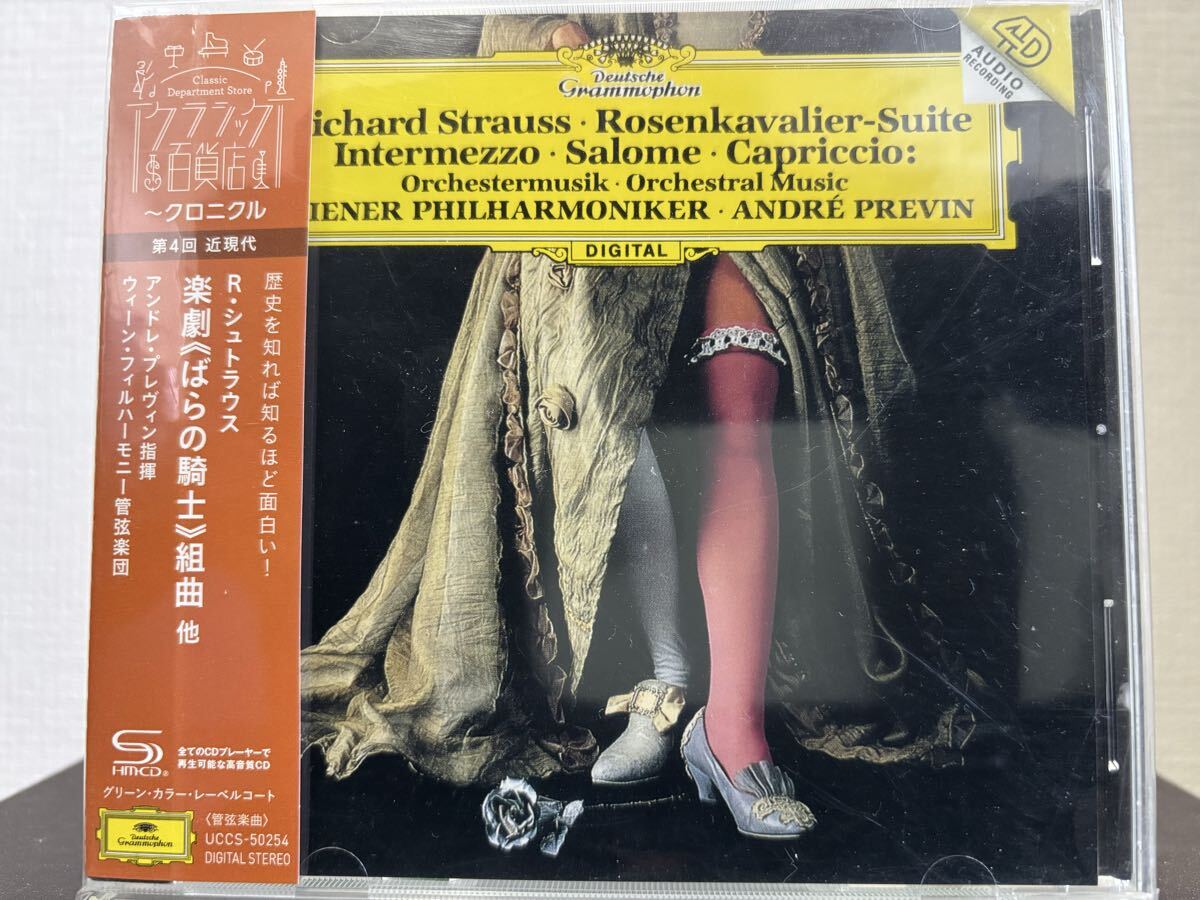 Classic
Department Store
クラシック
百貨店
～クロニクル
第4回 近現代
歴史を知れば知るほど面白い！
R・シュトラウス
楽劇《ばらの騎士》組曲 他
アンドレ・プレヴィン指揮
ウィーン・フィルハーモニー管弦楽団
SHM-CD®
全てのCDプレーヤーで
再生可能な高音質CD
グリーン・カラー・レーベルコート
Deutsche
Grammophon
〈管弦楽曲〉
UCCS-50254
DIGITAL STEREO
Deutsche
Grammophon
4D
AUDIO
RECORDING
ichard Strauss · Rosenkavalier-Suite
Intermezzo · Salome · Capriccio:
Orchestermusik · Orchestral Music
IENER PHILHARMONIKER · ANDRÉ PREVIN
DIGITAL